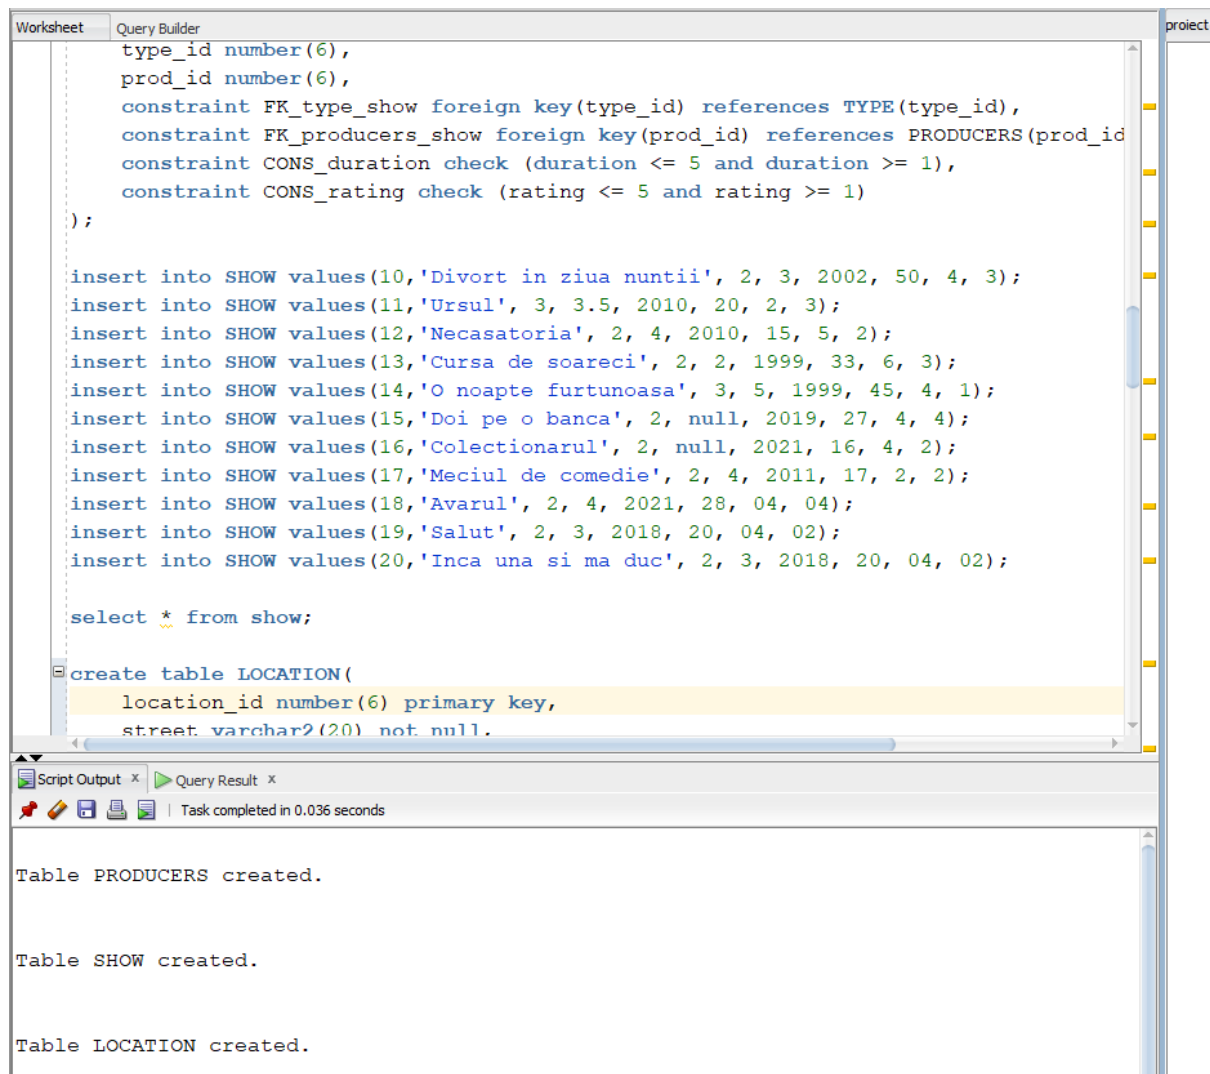 Worksheet Query Builder
proiect
type_id number(6),
prod_id number(6),
constraint FK_type_show foreign key(type_id) references TYPE(type_id),
constraint FK_producers_show foreign key(prod_id) references PRODUCERS(prod_id
constraint CONS_duration check (duration <= 5 and duration >= 1),
constraint CONS_rating check (rating <= 5 and rating >= 1)
);
insert into SHOW values(10,'Divort in ziua nuntii', 2, 3, 2002, 50, 4, 3);
insert into SHOW values(11,'Ursul', 3, 3.5, 2010, 20, 2, 3);
insert into SHOW values(12,'Necasatoria', 2, 4, 2010, 15, 5, 2);
insert into SHOW values(13,'Cursa de soareci', 2, 2, 1999, 33, 6, 3);
insert into SHOW values(14,'O noapte furtunoasa', 3, 5, 1999, 45, 4, 1);
insert into SHOW values(15,'Doi pe o banca', 2, null, 2019, 27, 4, 4);
insert into SHOW values(16,'Colectionarul', 2, null, 2021, 16, 4, 2);
insert into SHOW values(17,'Meciul de comedie', 2, 4, 2011, 17, 2, 2);
insert into SHOW values(18,'Avarul', 2, 4, 2021, 28, 04, 04);
insert into SHOW values(19,'Salut', 2, 3, 2018, 20, 04, 02);
insert into SHOW values(20,'Inca una si ma duc', 2, 3, 2018, 20, 04, 02);
select * from show;
create table LOCATION(
location_id number(6) primary key,
street varchar2(20) not null,
Script Output x Query Result x
Task completed in 0.036 seconds
Table PRODUCERS created.
Table SHOW created.
Table LOCATION created.